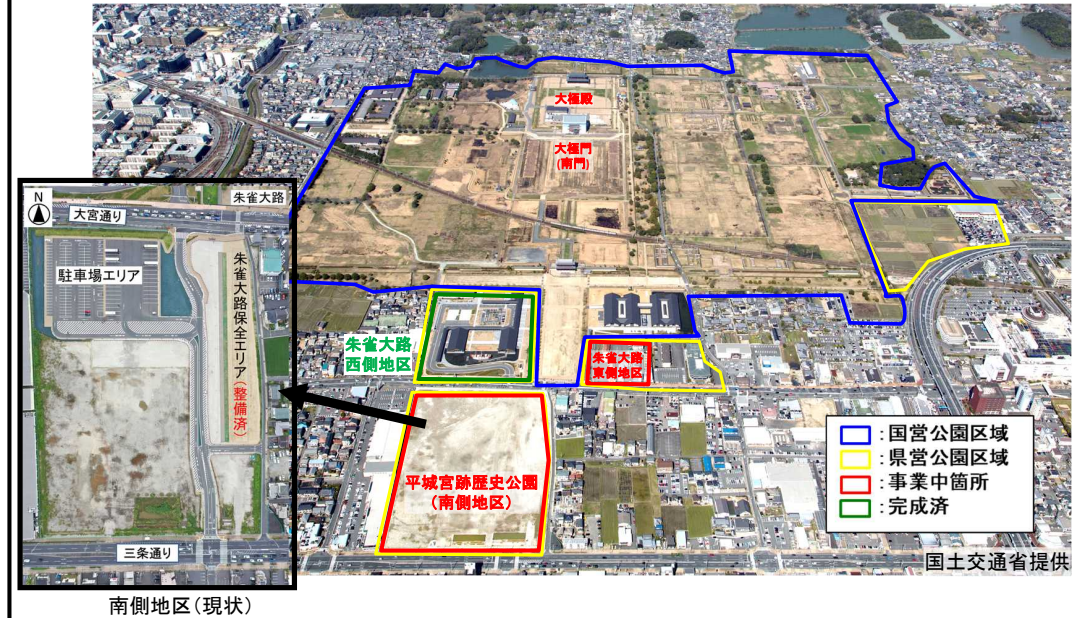 大極殿
大極門
(南門)
N
大宮通り
朱雀大路
駐車場エリア
朱雀大路保全エリア(整備済)
三条通り
南側地区(現状)
朱雀大路
西側地区
朱雀大路
東側地区
平城宮跡歴史公園
(南側地区)
:国営公園区域
:県営公園区域
:事業中箇所
:完成済
国土交通省提供